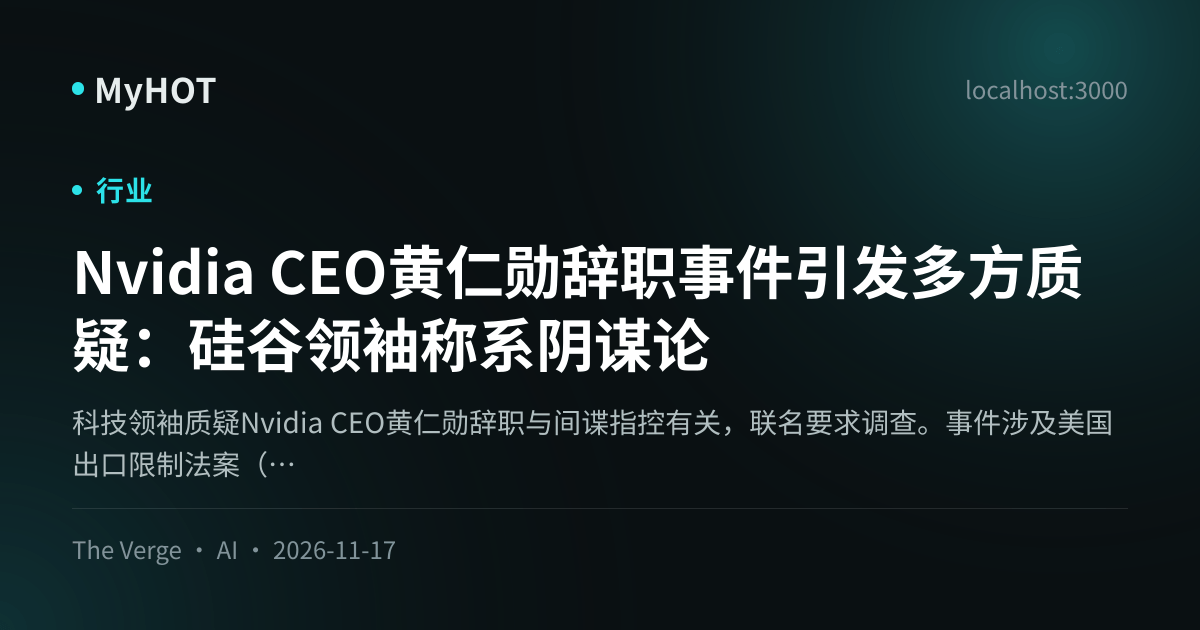 MyHOT
localhost:3000
行业
Nvidia CEO黄仁勋辞职事件引发多方质
疑：硅谷领袖称系阴谋论
科技领袖质疑Nvidia CEO黄仁勋辞职与间谍指控有关，联名要求调查。事件涉及美国
出口限制法案（…
The Verge · AI · 2026-11-17